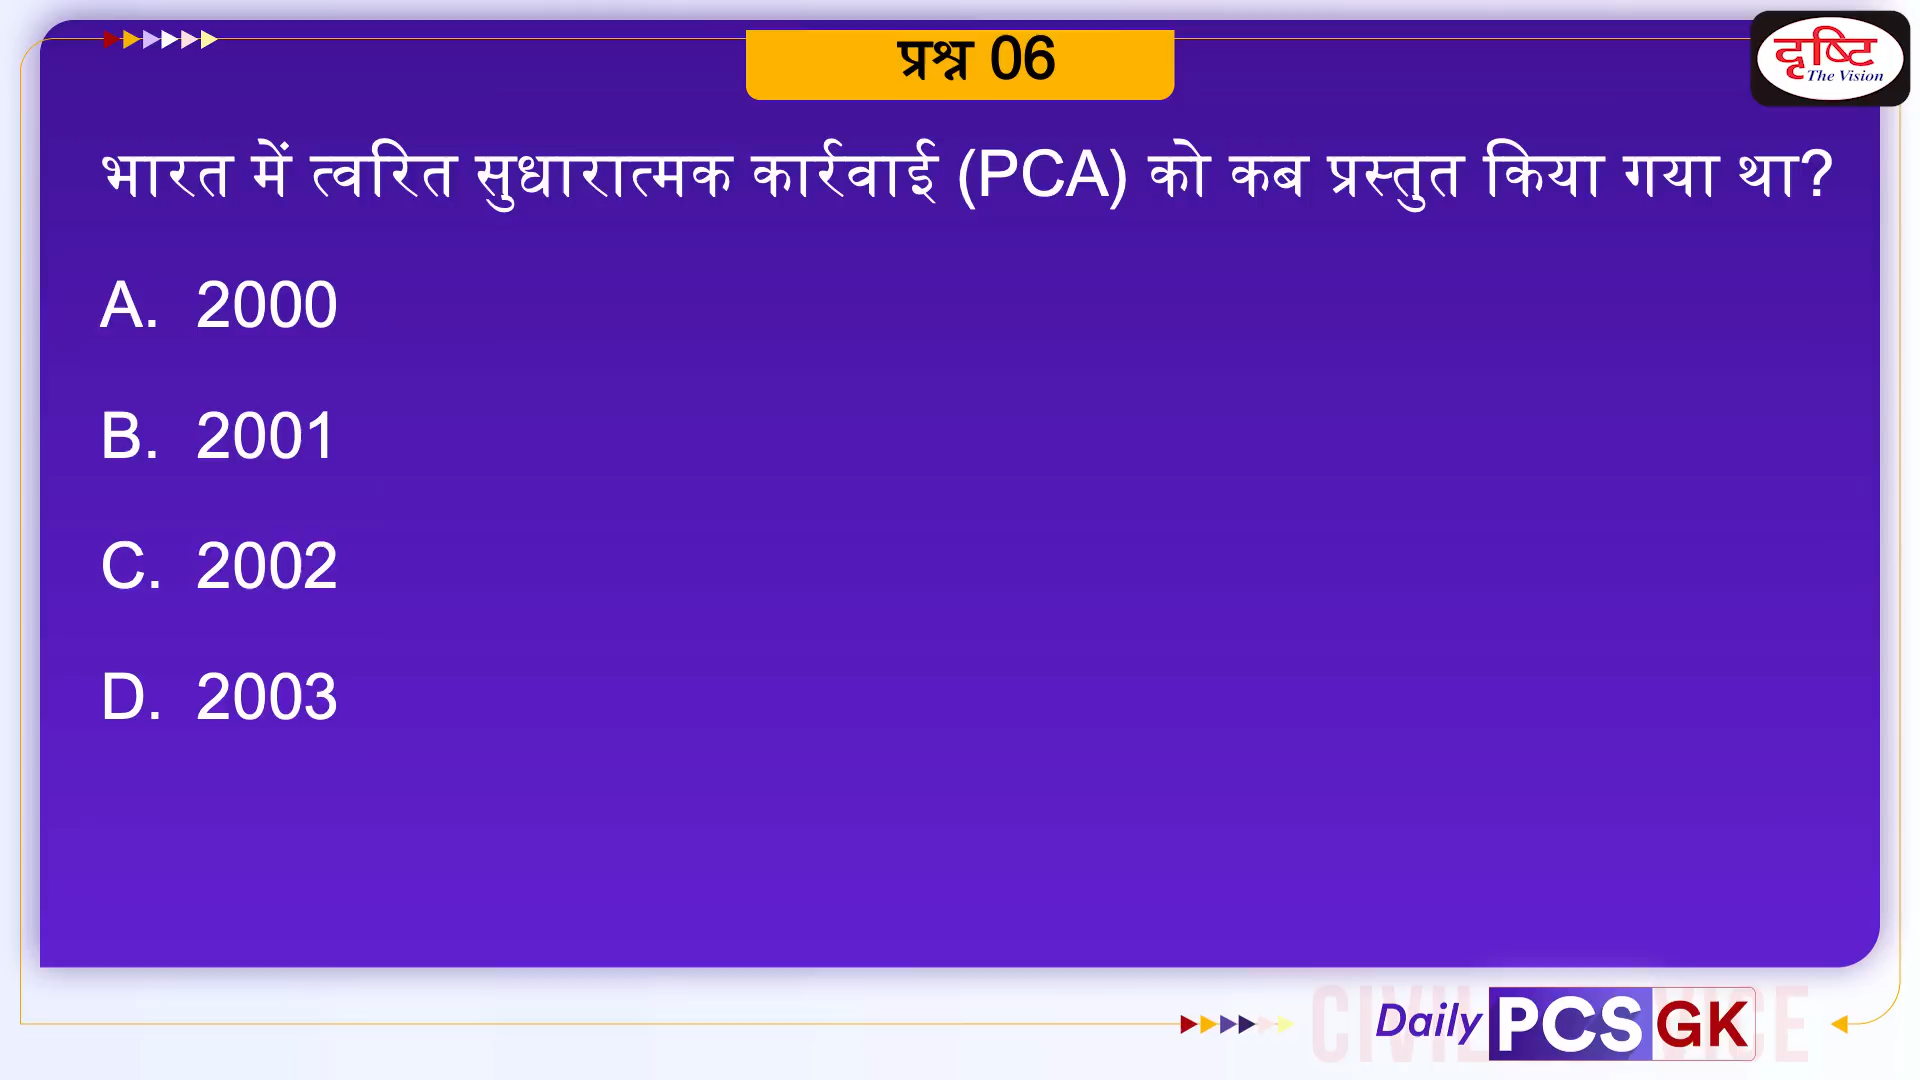 प्रश्न 06
दृष्टि
The Vision
भारत में त्वरित सुधारात्मक कार्रवाई (PCA) को कब प्रस्तुत किया गया था?
A. 2000
B. 2001
C. 2002
D. 2003
Daily PCS GK